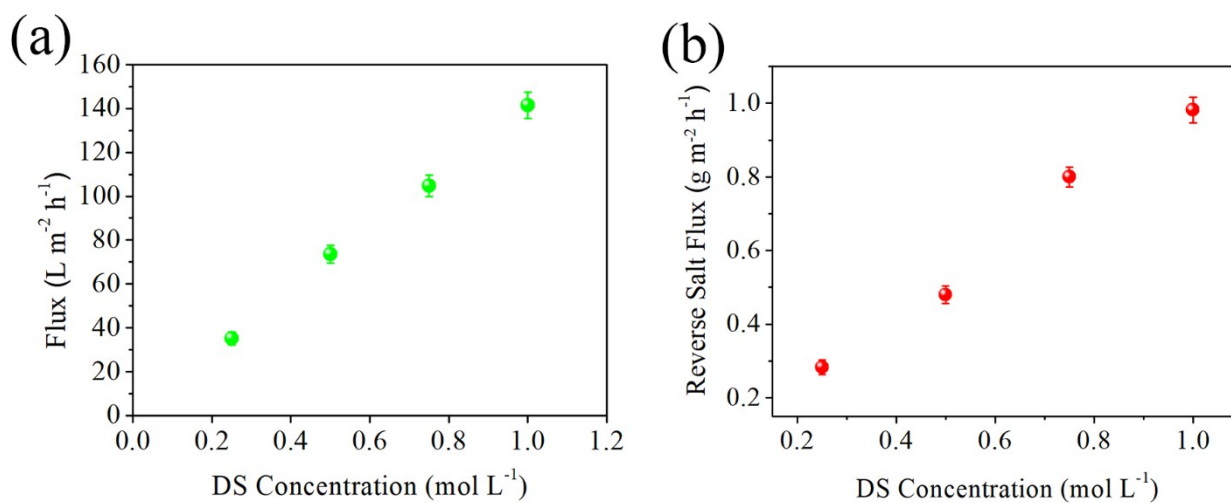 (a)
Flux (L m⁻² h⁻¹)
160
140
120
100
80
60
40
20
0
0.0 0.2 0.4 0.6 0.8 1.0 1.2
DS Concentration (mol L⁻¹)
(b)
Reverse Salt Flux (g m⁻² h⁻¹)
1.0
0.8
0.6
0.4
0.2
0.2 0.4 0.6 0.8 1.0
DS Concentration (mol L⁻¹)